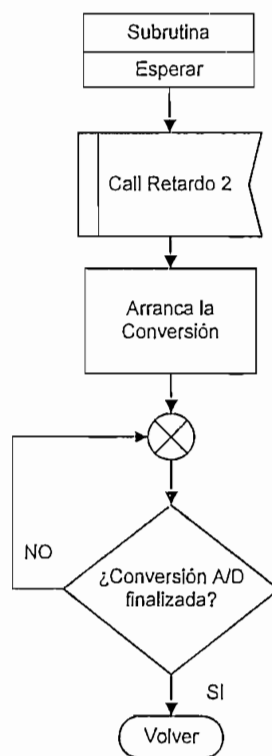 Subrutina
Esperar
Call Retardo 2
Arranca la
Conversión
NO
¿Conversión A/D
finalizada?
SI
Volver